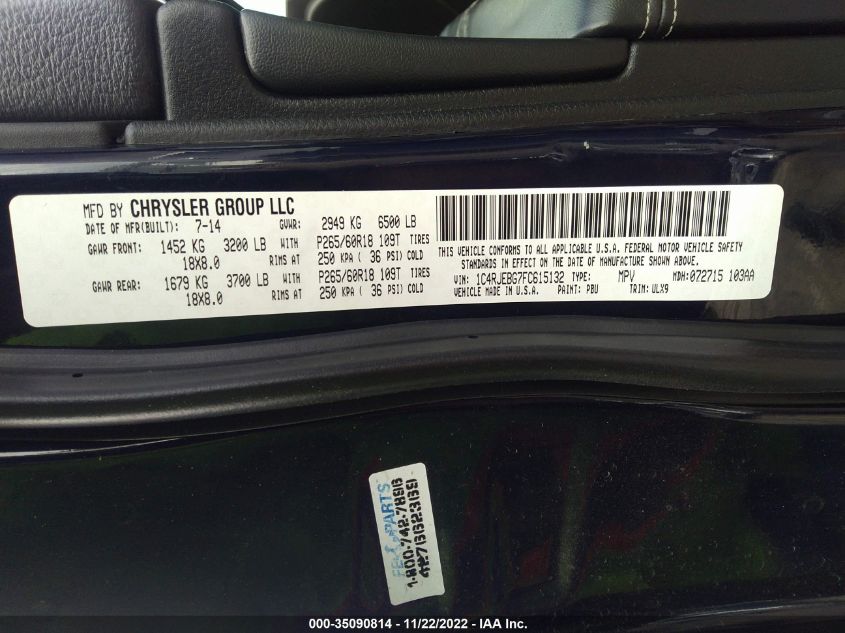 MFD BY CHRYSLER GROUP LLC
DATE OF MFR(BUILT): 7-14 GVWR: 2949 KG 6500 LB
GAWR FRONT: 1452 KG 3200 LB WITH P265/60R18 109T TIRES
18X8.0 RIMS AT 250 KPA ( 36 PSI) COLD
GAWR REAR: 1679 KG 3700 LB WITH P265/60R18 109T TIRES
18X8.0 RIMS AT 250 KPA ( 36 PSI) COLD
THIS VEHICLE CONFORMS TO ALL APPLICABLE U.S.A. FEDERAL MOTOR VEHICLE SAFETY
STANDARDS IN EFFECT ON THE DATE OF MANUFACTURE SHOWN ABOVE.
VIN: 1C4RJEBG7FC615132 TYPE: MPV MDH:072715 103AA
VEHICLE MADE IN U.S.A. PAINT: PBU TRIM: ULX9
PARTS
1-800-742-7896
000-35090814 - 11/22/2022 - IAA Inc.